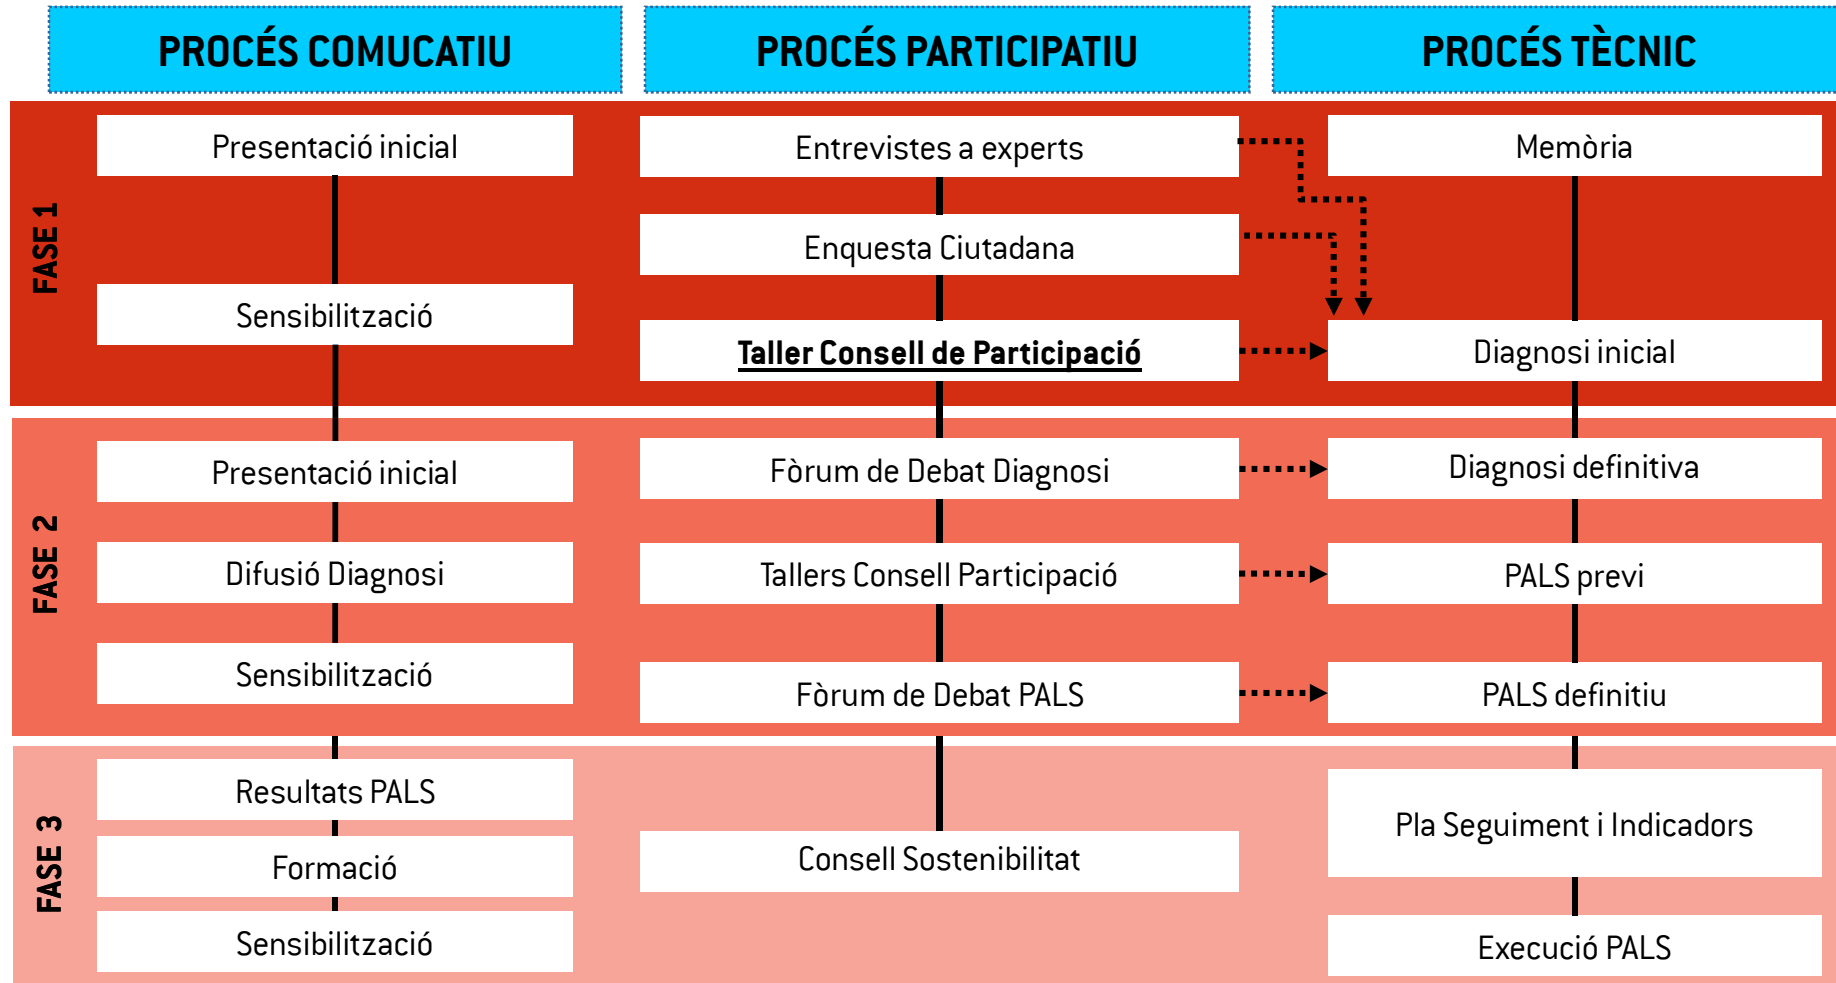 PROCÉS COMUCATIU
PROCÉS PARTICIPATIU
PROCÉS TÈCNIC
FASE 1
Presentació inicial
Sensibilització
Entrevistes a experts
Enquesta Ciutadana
Taller Consell de Participació
Memòria
Diagnosi inicial
FASE 2
Presentació inicial
Difusió Diagnosi
Sensibilització
Fòrum de Debat Diagnosi
Tallers Consell Participació
Fòrum de Debat PALS
Diagnosi definitiva
PALS previ
PALS definitiu
FASE 3
Resultats PALS
Formació
Sensibilització
Consell Sostenibilitat
Pla Seguiment i Indicadors
Execució PALS